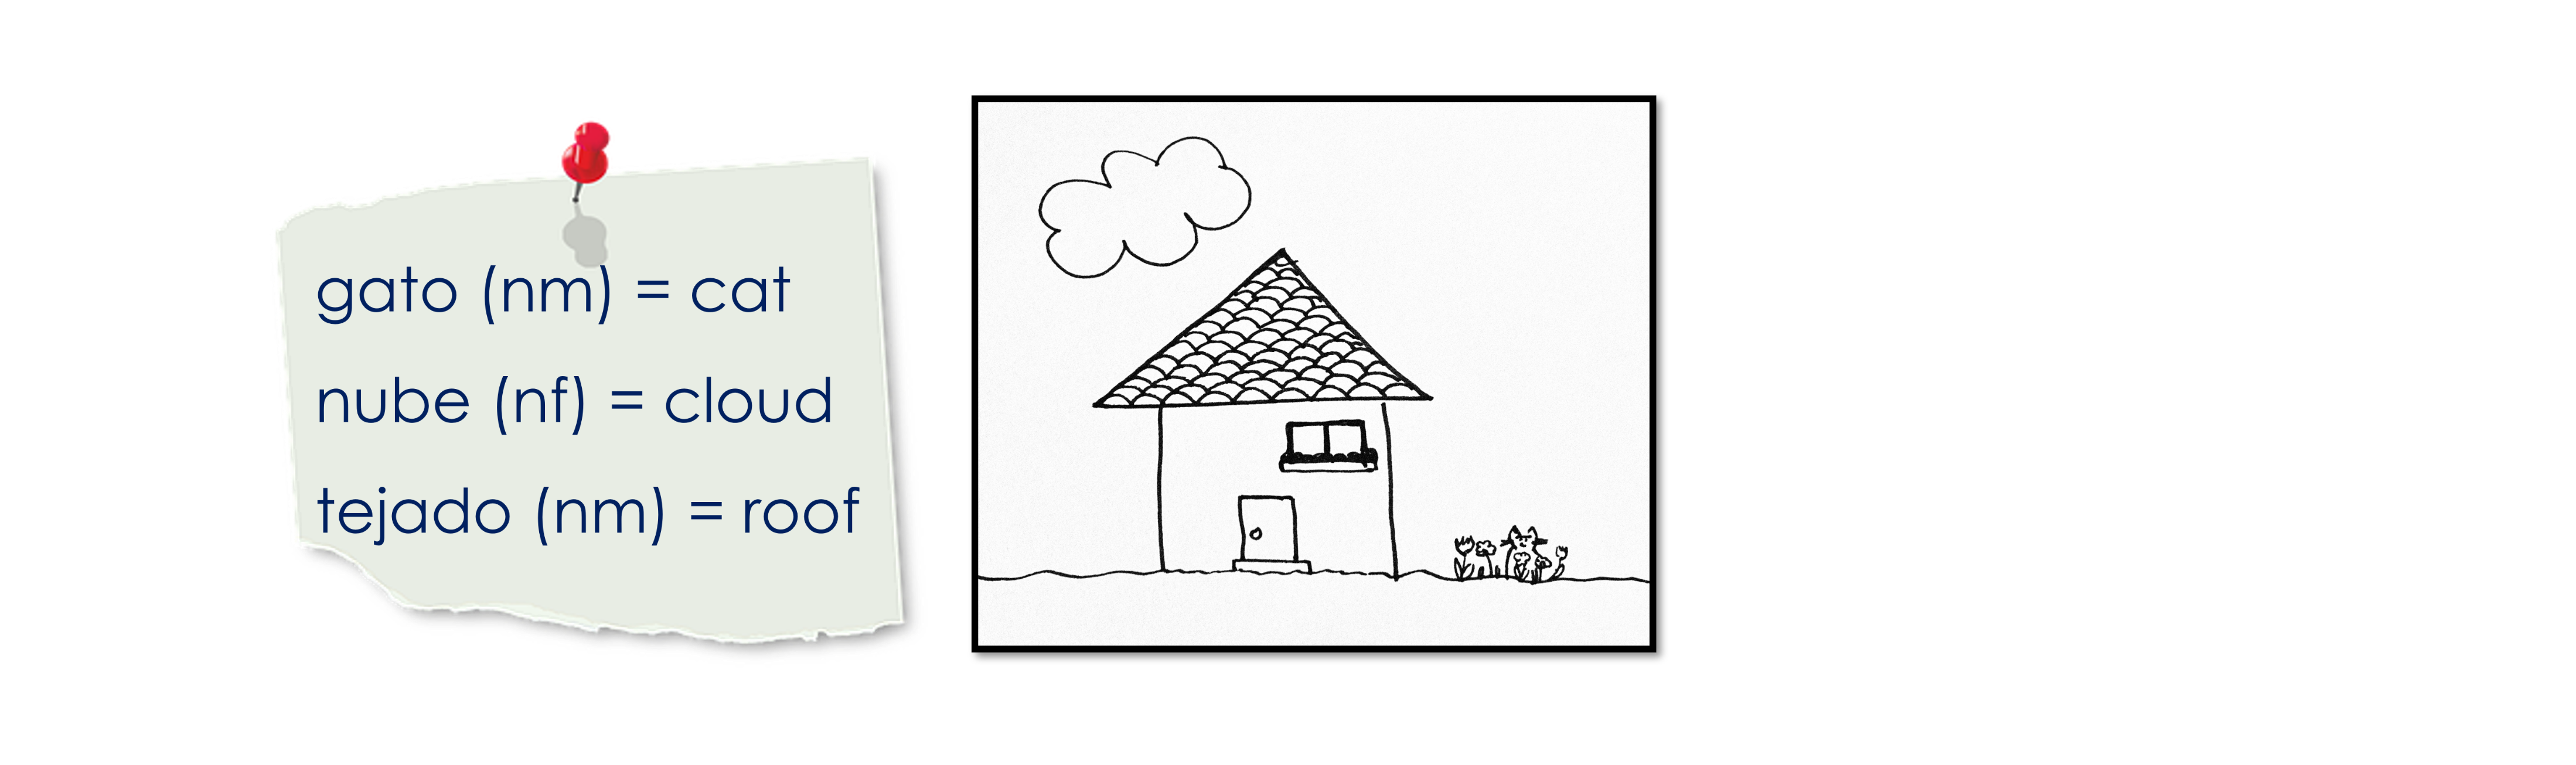 gato (nm) = cat
nube (nf) = cloud
tejado (nm) = roof